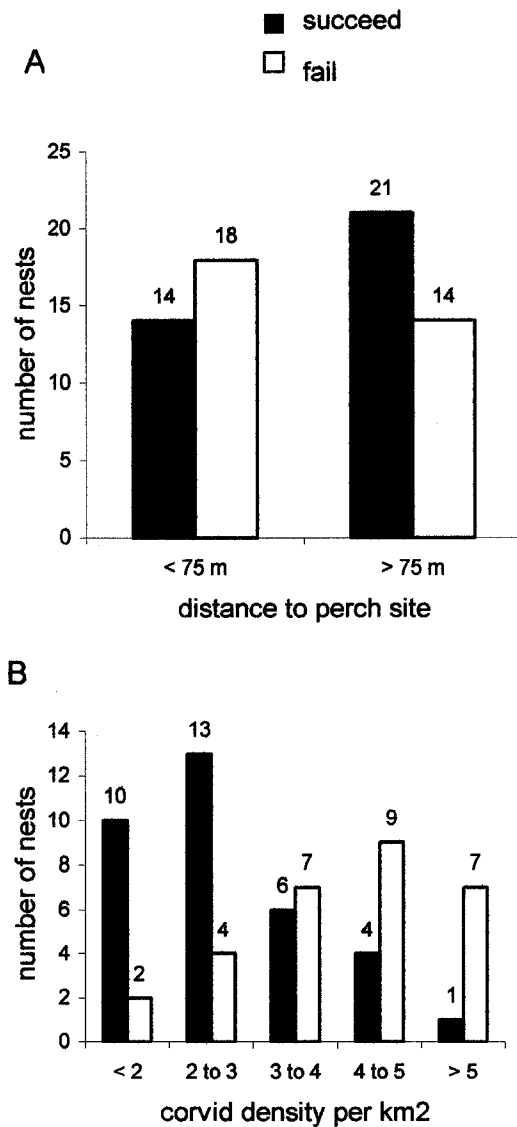 succeed
A
fail
25
20
15
10
5
0
14
18
21
14
number of nests
< 75 m
> 75 m
distance to perch site
B
14
12
10
8
6
4
2
0
10
2
13
4
6
7
4
9
1
7
number of nests
< 2
2 to 3
3 to 4
4 to 5
> 5
corvid density per km2